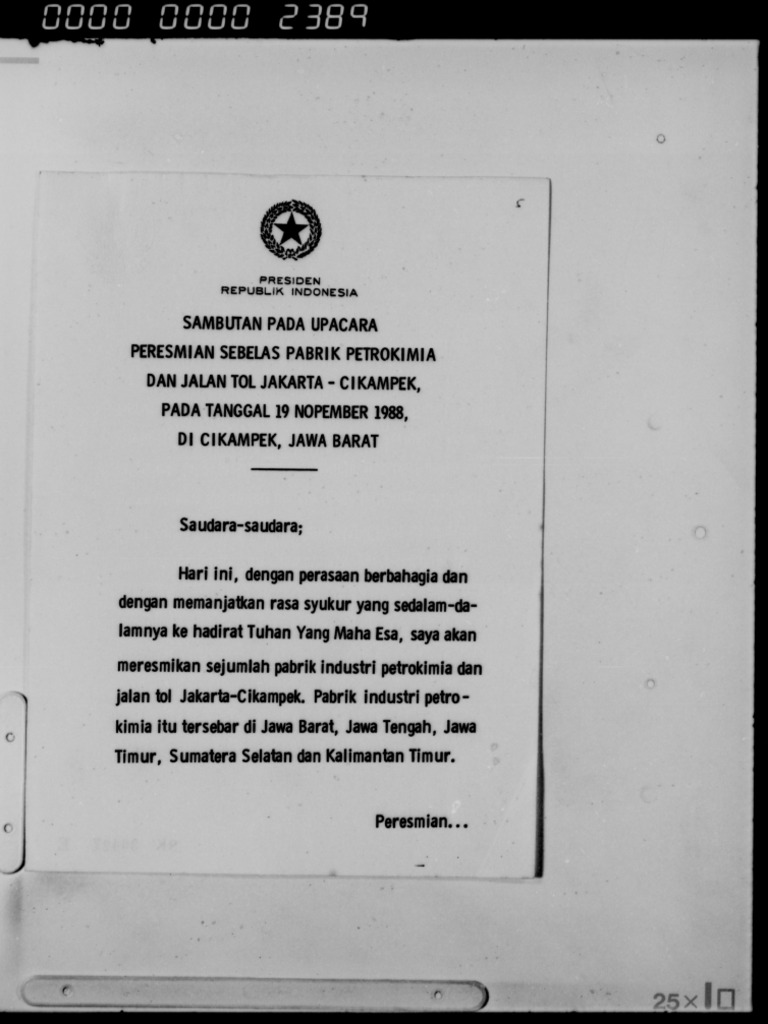 0000 0000 2389
PRESIDEN
REPUBLIK INDONESIA
SAMBUTAN PADA UPACARA
PERESMIAN SEBELAS PABRIK PETROKIMIA
DAN JALAN TOL JAKARTA - CIKAMPEK,
PADA TANGGAL 19 NOPEMBER 1988,
DI CIKAMPEK, JAWA BARAT
Saudara-saudara;
Hari ini, dengan perasaan berbahagia dan
dengan memanjatkan rasa syukur yang sedalam-da-
lamnya ke hadirat Tuhan Yang Maha Esa, saya akan
meresmikan sejumlah pabrik industri petrokimia dan
jalan tol Jakarta-Cikampek. Pabrik industri petro-
kimia itu tersebar di Jawa Barat, Jawa Tengah, Jawa
Timur, Sumatera Selatan dan Kalimantan Timur.
Peresmian...
25×